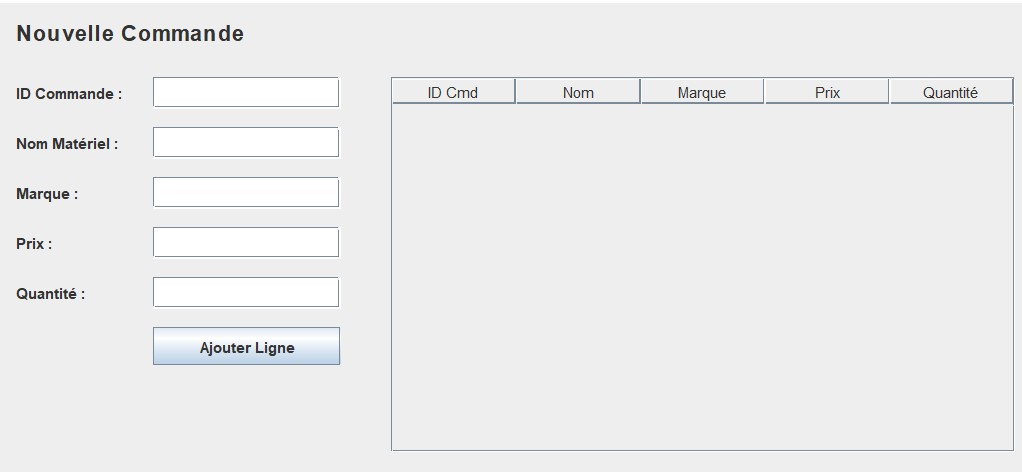 Nouvelle Commande
ID Commande :
Nom Matériel :
Marque :
Prix :
Quantité :
Ajouter Ligne
ID Cmd Nom Marque Prix Quantité